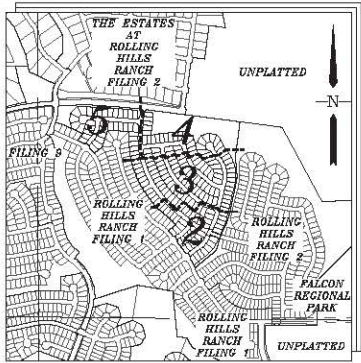 THE ESTATES
AT
ROLLING
HILLS
RANCH
FILING 2
UNPLATTED
N
5
4
FILING 9
3
ROLLING
HILLS
RANCH
FILING 1
2
ROLLING
HILLS
RANCH
FILING 2
FALCON
REGIONAL
PARK
ROLLING
HILLS
RANCH
FILING 1
UNPLATTED